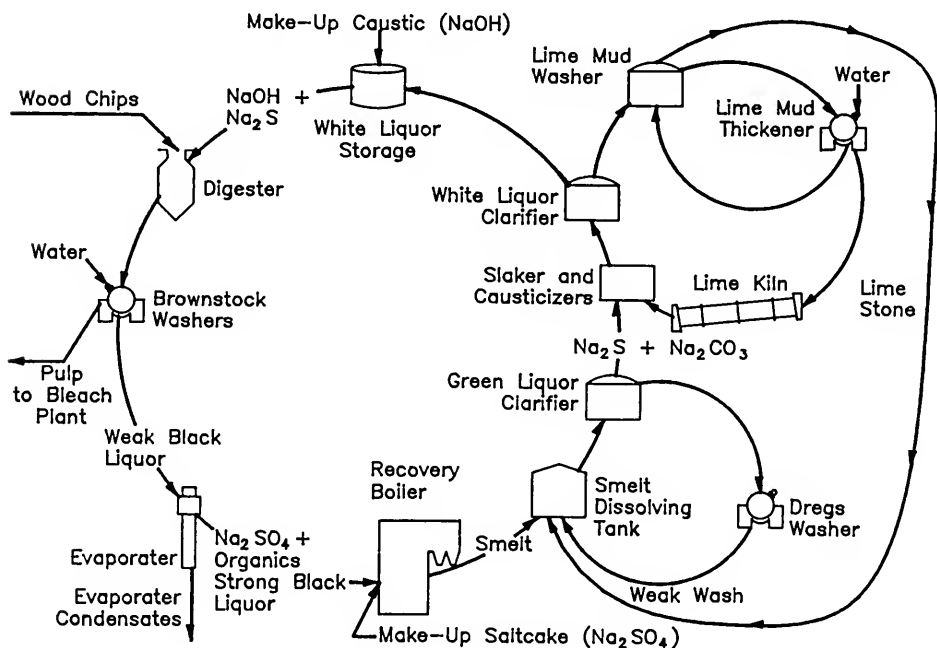 Make-Up Caustic (NaOH)
Lime Mud
Washer
Water
Wood Chips
NaOH +
Na2S
White Liquor
Storage
Lime Mud
Thickener
Digester
White Liquor
Clarifier
Water
Brownstock
Washers
Slaker and
Causticizers
Lime Kiln
Lime
Stone
Na2S + Na2CO3
Pulp
to Bleach
Plant
Green Liquor
Clarifier
Weak Black
Liquor
Recovery
Boiler
Smelt
Dissolving
Tank
Dregs
Washer
Smelt
Na2SO4 +
Organics
Strong Black
Liquor
Evaporater
Evaporater
Condensates
Weak Wash
Make-Up Saltcake (Na2SO4)